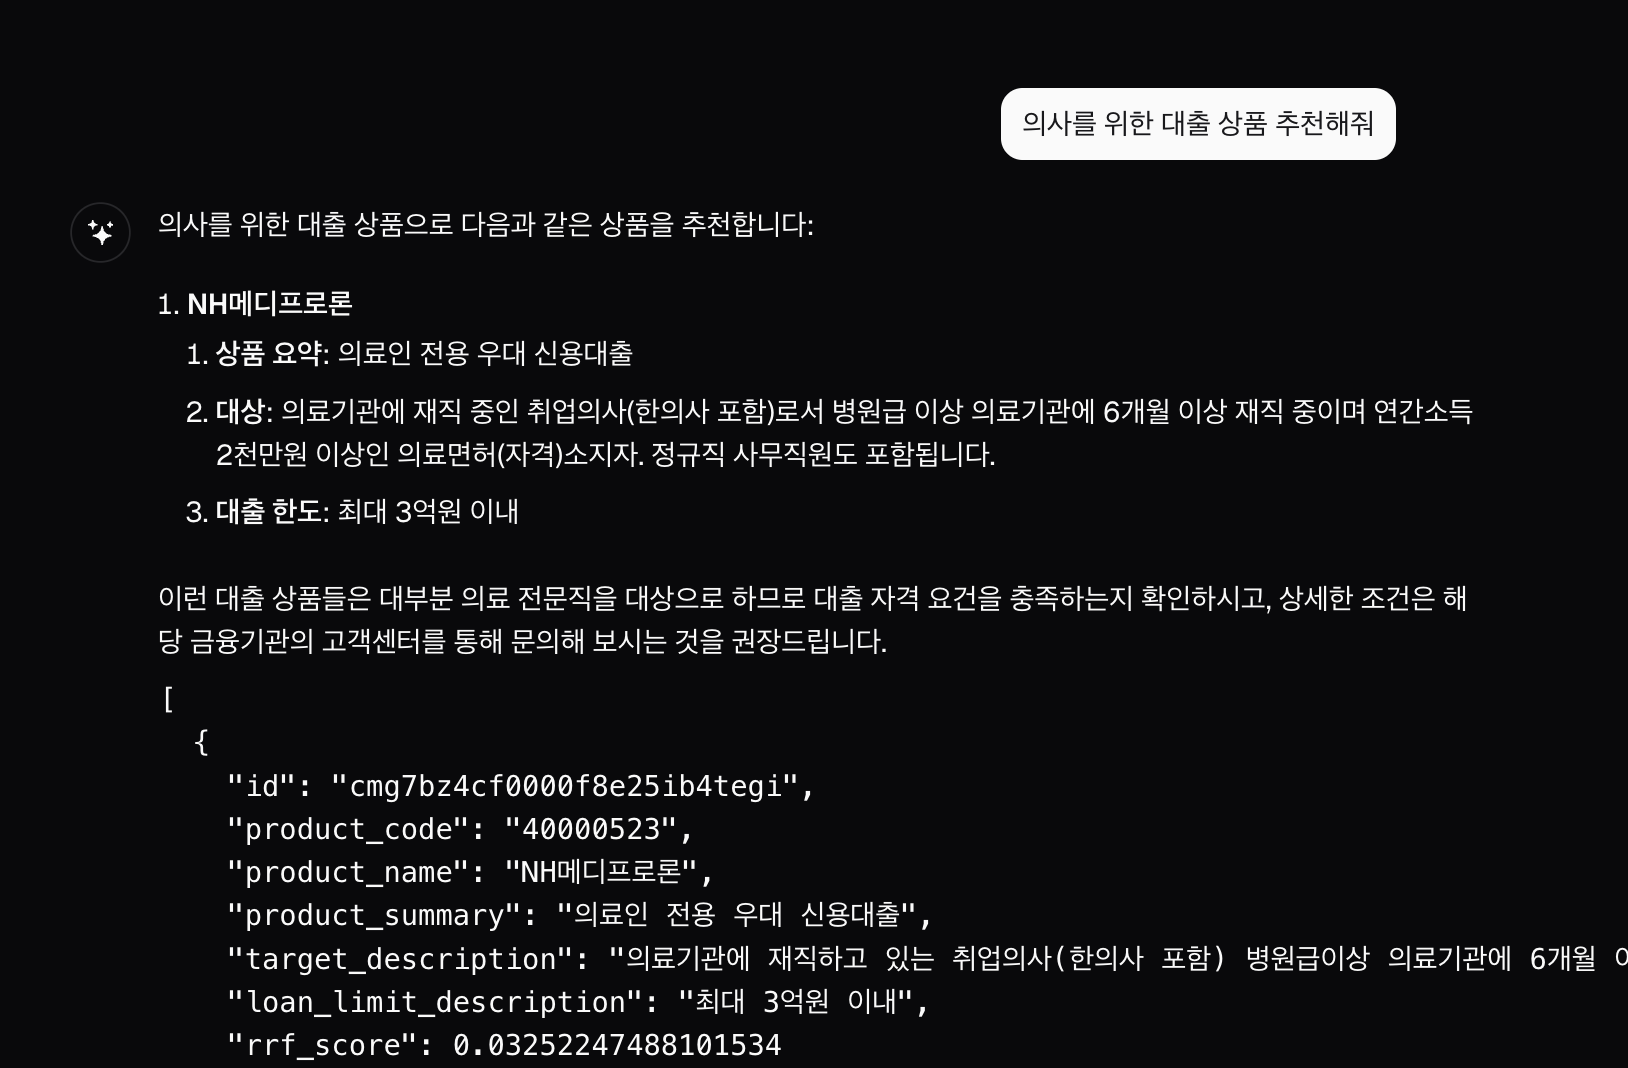 의사를 위한 대출 상품 추천해줘
의사를 위한 대출 상품으로 다음과 같은 상품을 추천합니다:
1. NH메디프로론
1. 상품 요약: 의료인 전용 우대 신용대출
2. 대상: 의료기관에 재직 중인 취업의사(한의사 포함)로서 병원급 이상 의료기관에 6개월 이상 재직 중이며 연간소득
2천만원 이상인 의료면허(자격)소지자. 정규직 사무직원도 포함됩니다.
3. 대출 한도: 최대 3억원 이내
이런 대출 상품들은 대부분 의료 전문직을 대상으로 하므로 대출 자격 요건을 충족하는지 확인하시고, 상세한 조건은 해
당 금융기관의 고객센터를 통해 문의해 보시는 것을 권장드립니다.
[
{
"id": "cmg7bz4cf0000f8e25ib4tegi",
"product_code": "40000523",
"product_name": "NH메디프로론",
"product_summary": "의료인 전용 우대 신용대출",
"target_description": "의료기관에 재직하고 있는 취업의사(한의사 포함) 병원급이상 의료기관에 6개월
"loan_limit_description": "최대 3억원 이내",
"rrf_score": 0.03252247488101534